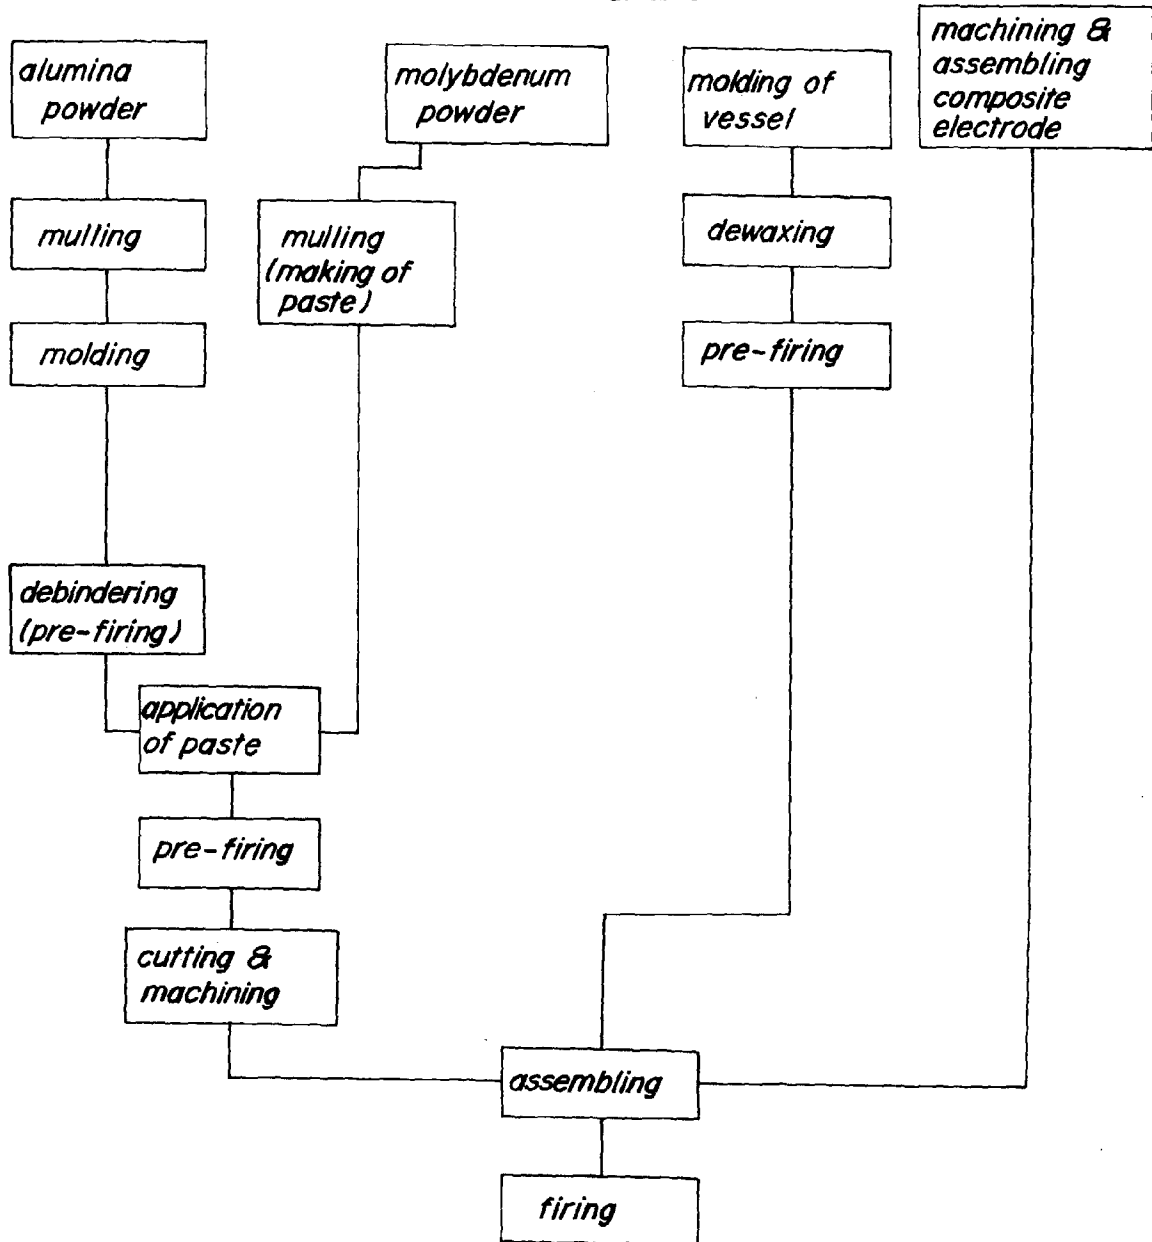 alumina
powder
molybdenum
powder
molding of
vessel
machining &
assembling
composite
electrode
mulling
mulling
(making of
paste)
dewaxing
molding
pre-firing
debindering
(pre-firing)
application
of paste
pre-firing
cutting &
machining
assembling
firing